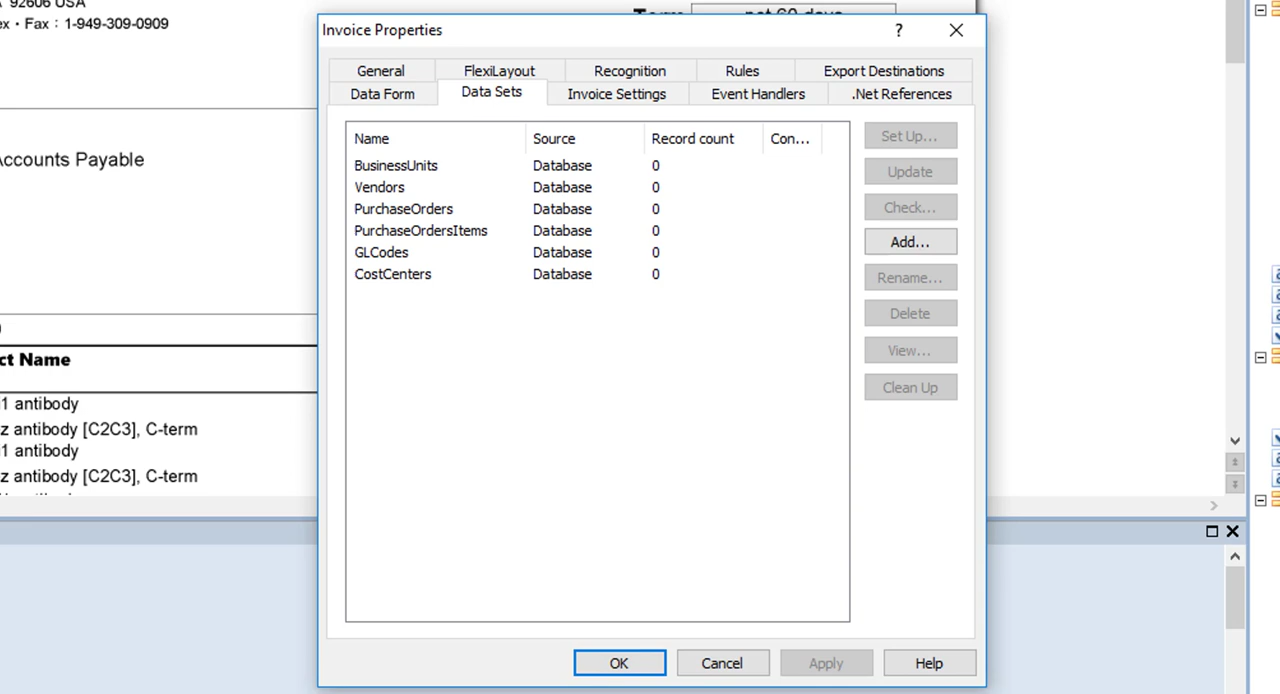 92606 USA
ex • Fax : 1-949-309-0909
Term net 60 days
Accounts Payable
ct Name
1 antibody
z antibody [C2C3], C-term
1 antibody
z antibody [C2C3], C-term
Invoice Properties
?
General FlexiLayout Recognition Rules Export Destinations
Data Form Data Sets Invoice Settings Event Handlers .Net References
Name Source Record count Con...
BusinessUnits Database 0
Vendors Database 0
PurchaseOrders Database 0
PurchaseOrdersItems Database 0
GLCodes Database 0
CostCenters Database 0
Set Up...
Update
Check...
Add...
Rename...
Delete
View...
Clean Up
OK Cancel Apply Help